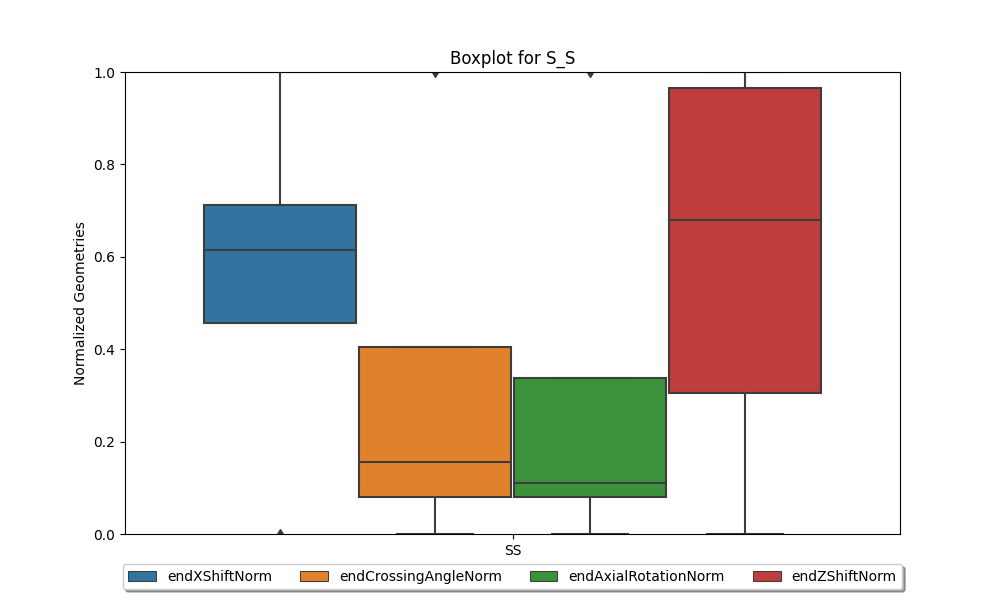 Boxplot for S_S
1.0
0.8
0.6
0.4
0.2
0.0
Normalized Geometries
SS
endXShiftNorm endCrossingAngleNorm endAxialRotationNorm endZShiftNorm